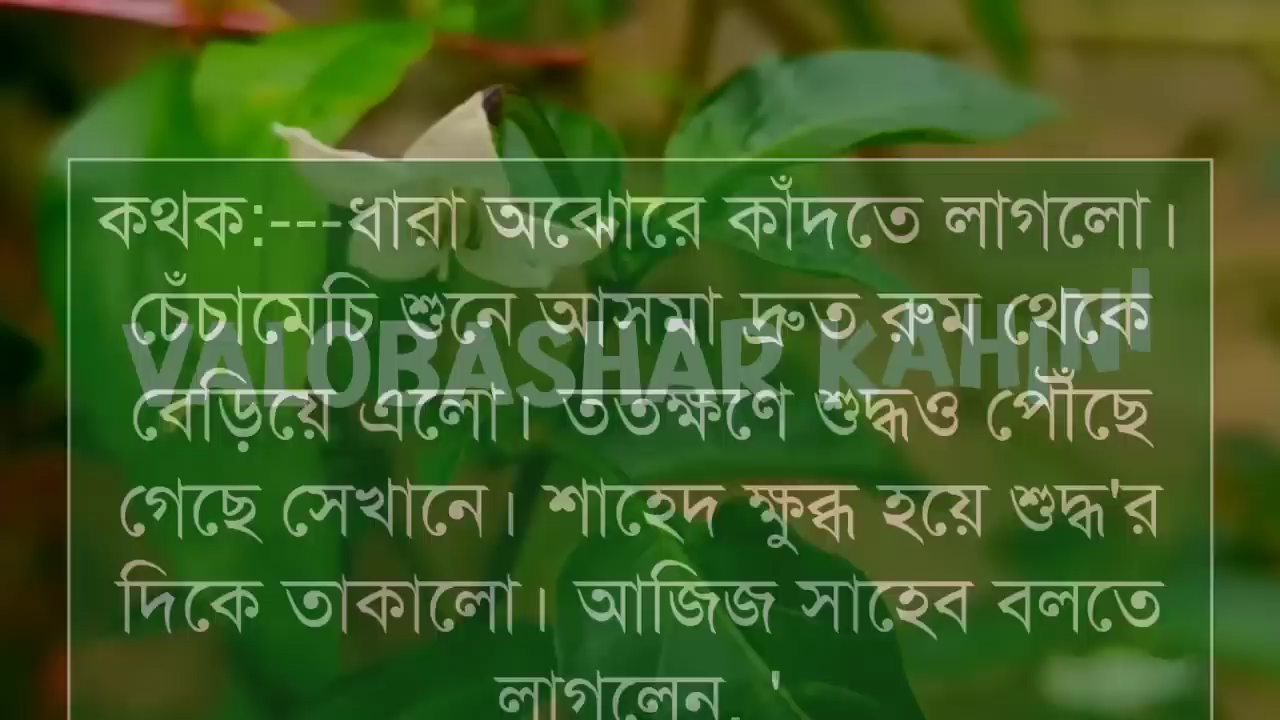 কথক:---ধারা অঝোরে কাঁদতে লাগলো।
চেঁচামেচি শুনে আসমা দ্রুত রুম থেকে
VALOBASHAR KAHINI
বেড়িয়ে এলো। ততক্ষণে শুদ্ধও পৌঁছে
গেছে সেখানে। শাহেদ ক্ষুব্ধ হয়ে শুদ্ধ'র
দিকে তাকালো। আজিজ সাহেব বলতে
লাগলেন, '